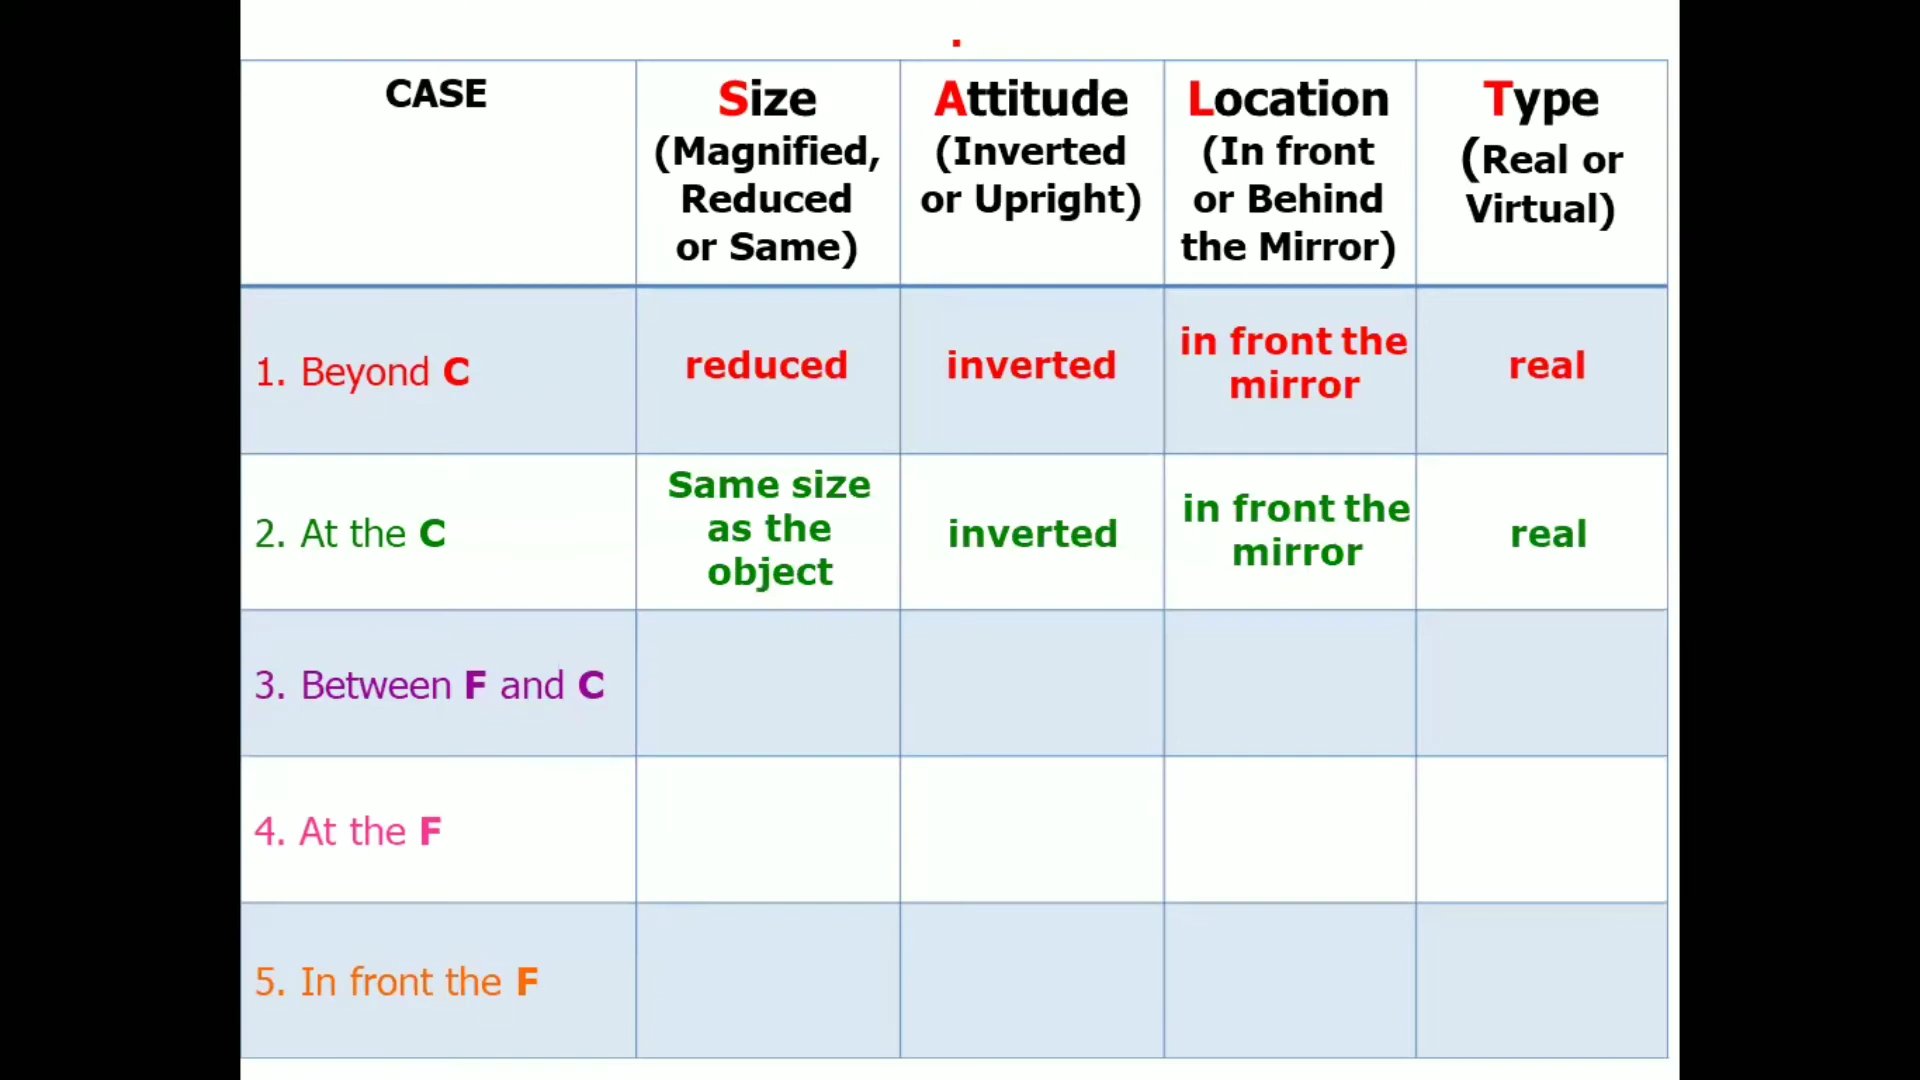 CASE
Size
(Magnified,
Reduced
or Same)
Attitude
(Inverted
or Upright)
Location
(In front
or Behind
the Mirror)
Type
(Real or
Virtual)
1. Beyond C
reduced
inverted
in front the
mirror
real
2. At the C
Same size
as the
object
inverted
in front the
mirror
real
3. Between F and C
4. At the F
5. In front the F